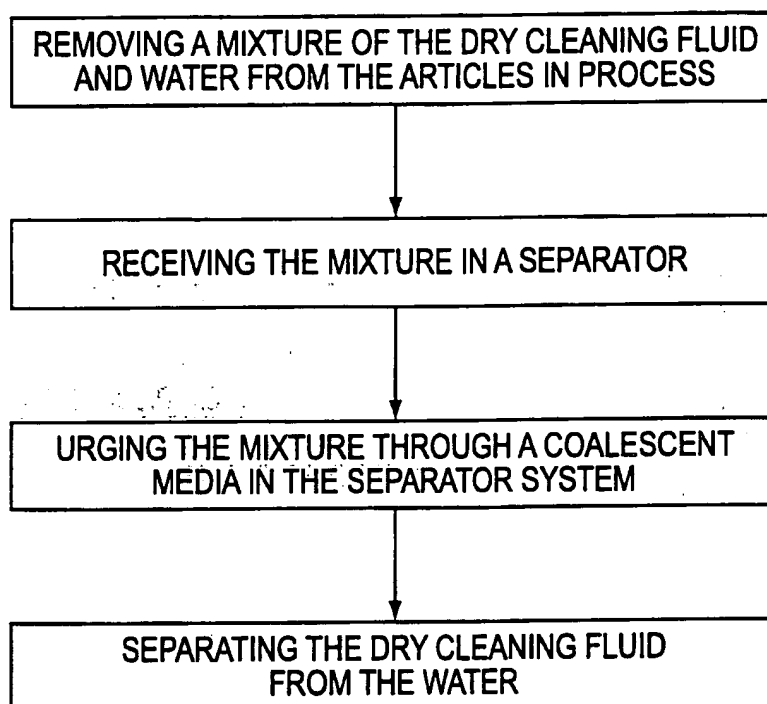 REMOVING A MIXTURE OF THE DRY CLEANING FLUID
AND WATER FROM THE ARTICLES IN PROCESS
RECEIVING THE MIXTURE IN A SEPARATOR
URGING THE MIXTURE THROUGH A COALESCENT
MEDIA IN THE SEPARATOR SYSTEM
SEPARATING THE DRY CLEANING FLUID
FROM THE WATER